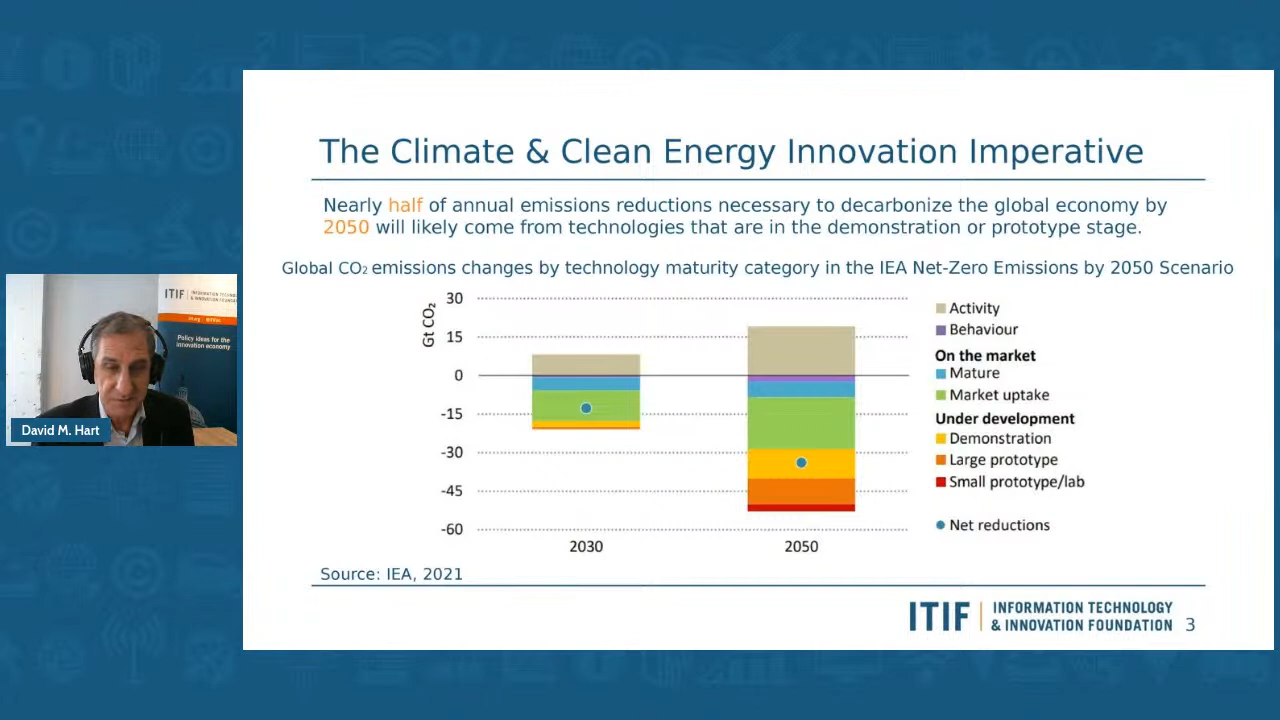 The Climate & Clean Energy Innovation Imperative
Nearly half of annual emissions reductions necessary to decarbonize the global economy by
2050 will likely come from technologies that are in the demonstration or prototype stage.
Global CO₂ emissions changes by technology maturity category in the IEA Net-Zero Emissions by 2050 Scenario
Gt CO₂
30
15
0
-15
-30
-45
-60
2030
2050
Activity
Behaviour
On the market
Mature
Market uptake
Under development
Demonstration
Large prototype
Small prototype/lab
Net reductions
Source: IEA, 2021
ITIF | INFORMATION TECHNOLOGY
& INNOVATION FOUNDATION
3
ITIF
Policy ideas for the
innovation economy
David M. Hart